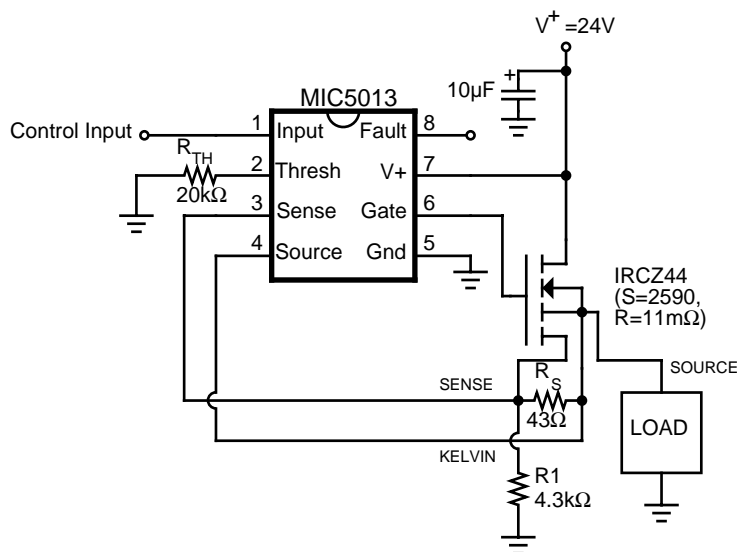 V+ =24V
+
10µF
MIC5013
Control Input
1 Input
Fault 8
RTH
20kΩ
2 Thresh
V+ 7
3 Sense
Gate 6
4 Source
Gnd 5
IRCZ44
(S=2590,
R=11mΩ)
SOURCE
SENSE
RS
43Ω
LOAD
KELVIN
R1
4.3kΩ